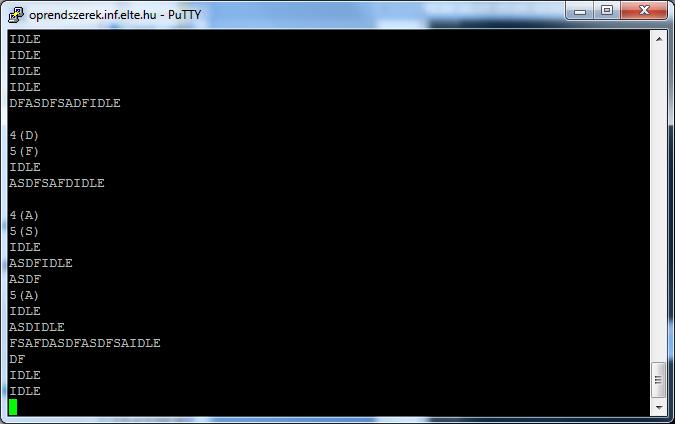 oprendszerek.inf.elte.hu - PuTTY
IDLE
IDLE
IDLE
IDLE
DFASDFSADFIDLE
4(D)
5(F)
IDLE
ASDFSAFDIDLE
4(A)
5(S)
IDLE
ASDFIDLE
ASDF
5(A)
IDLE
ASDIDLE
FSAFDASDFASDFSAIDLE
DF
IDLE
IDLE